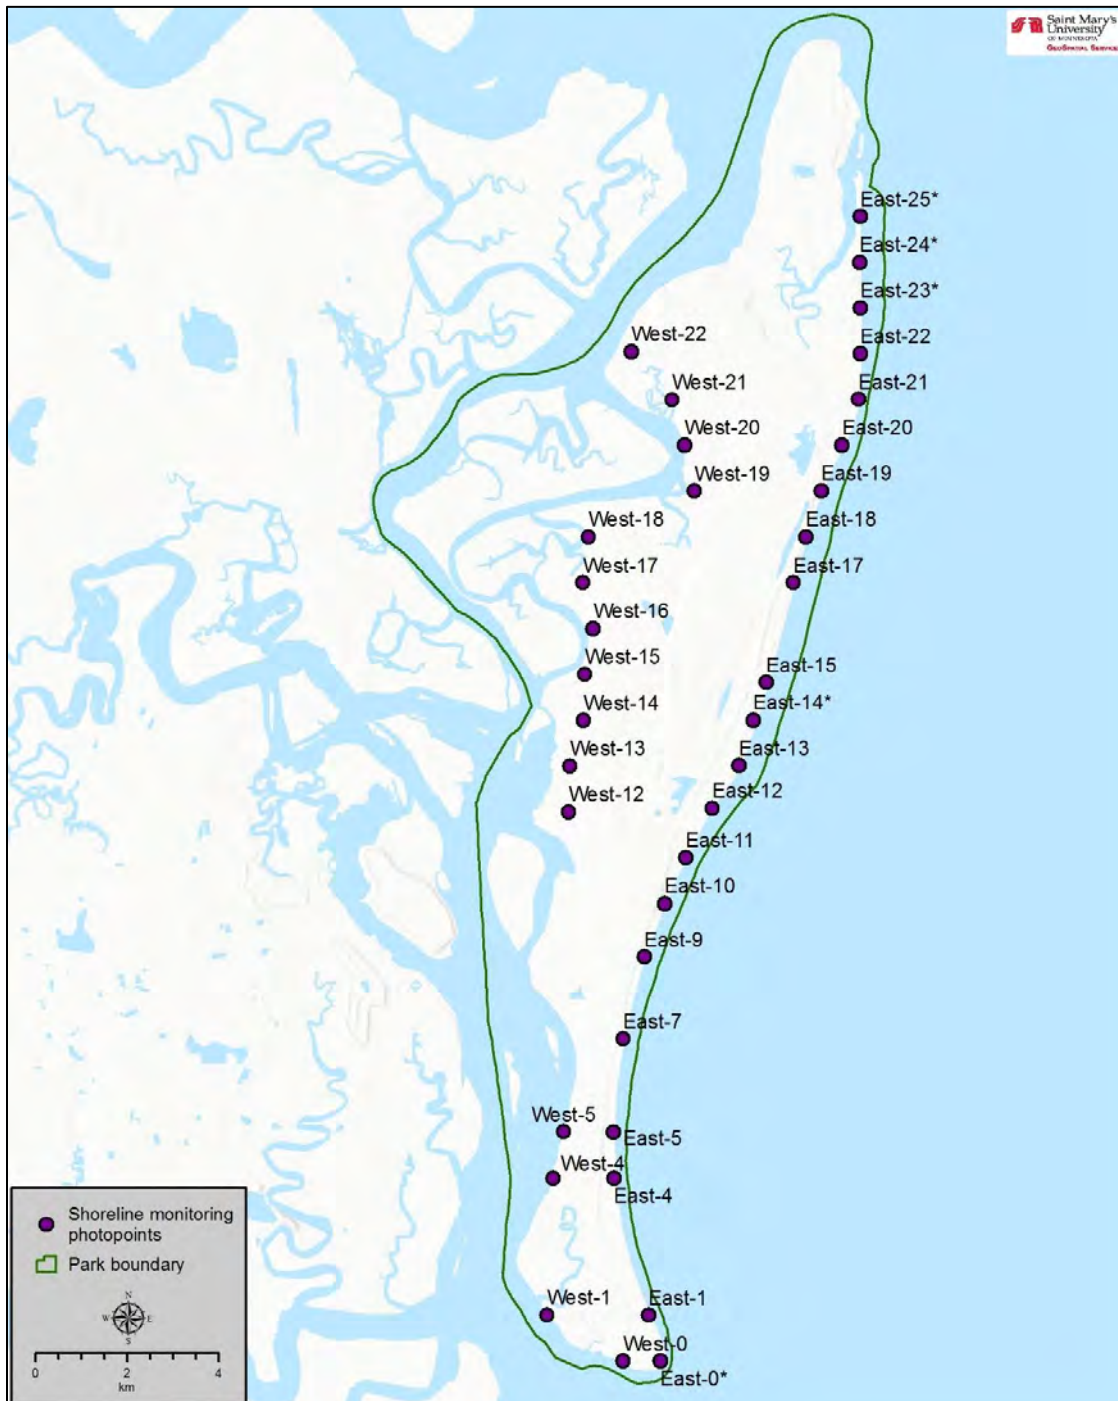 Saint Mary's
University
OF MINNESOTA
GEOSPATIAL SERVICES
East-25*
East-24*
East-23*
East-22
West-22
East-21
West-21
East-20
West-20
East-19
West-19
East-18
West-18
East-17
West-17
West-16
East-15
West-15
East-14*
West-14
East-13
West-13
East-12
West-12
East-11
East-10
East-9
East-7
West-5
East-5
West-4
East-4
West-1
East-1
West-0
East-0*
Shoreline monitoring
photopoints
Park boundary
N
W E
S
0 2 4
km